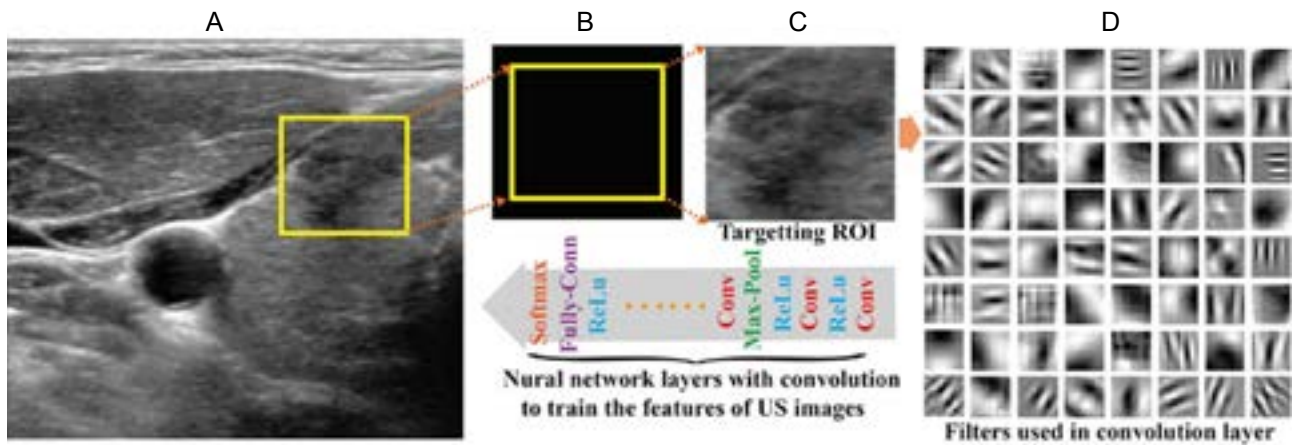 A
B
C
D
Targetting ROI
Softmax
Fully-Conn
ReLu
Conv
Max-Pool
ReLu
Conv
ReLu
Conv
Nural network layers with convolution
to train the features of US images
Filters used in convolution layer